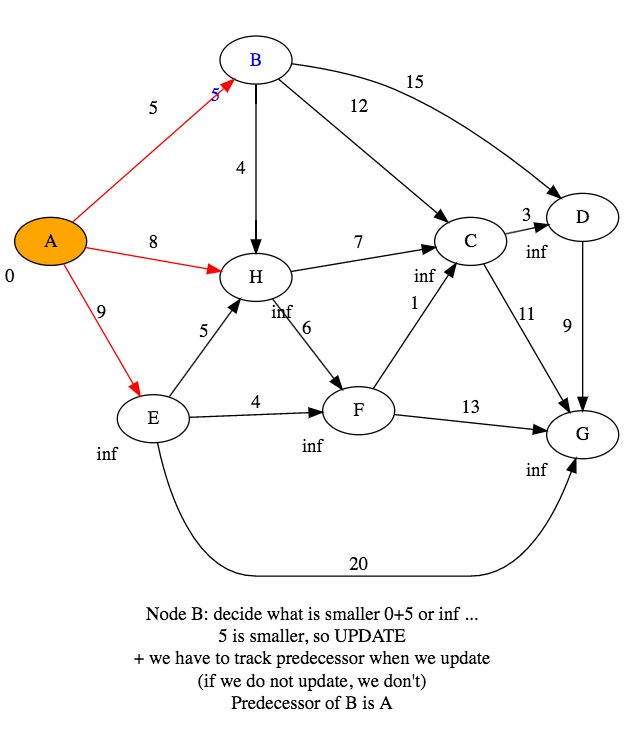 B
15
5
5
12
4
A
8
0
H
7
C
3
D
inf
inf
inf
9
5
6
1
11
9
E
4
F
13
G
inf
inf
inf
20
Node B: decide what is smaller 0+5 or inf ...
5 is smaller, so UPDATE
+ we have to track predecessor when we update
(if we do not update, we don't)
Predecessor of B is A